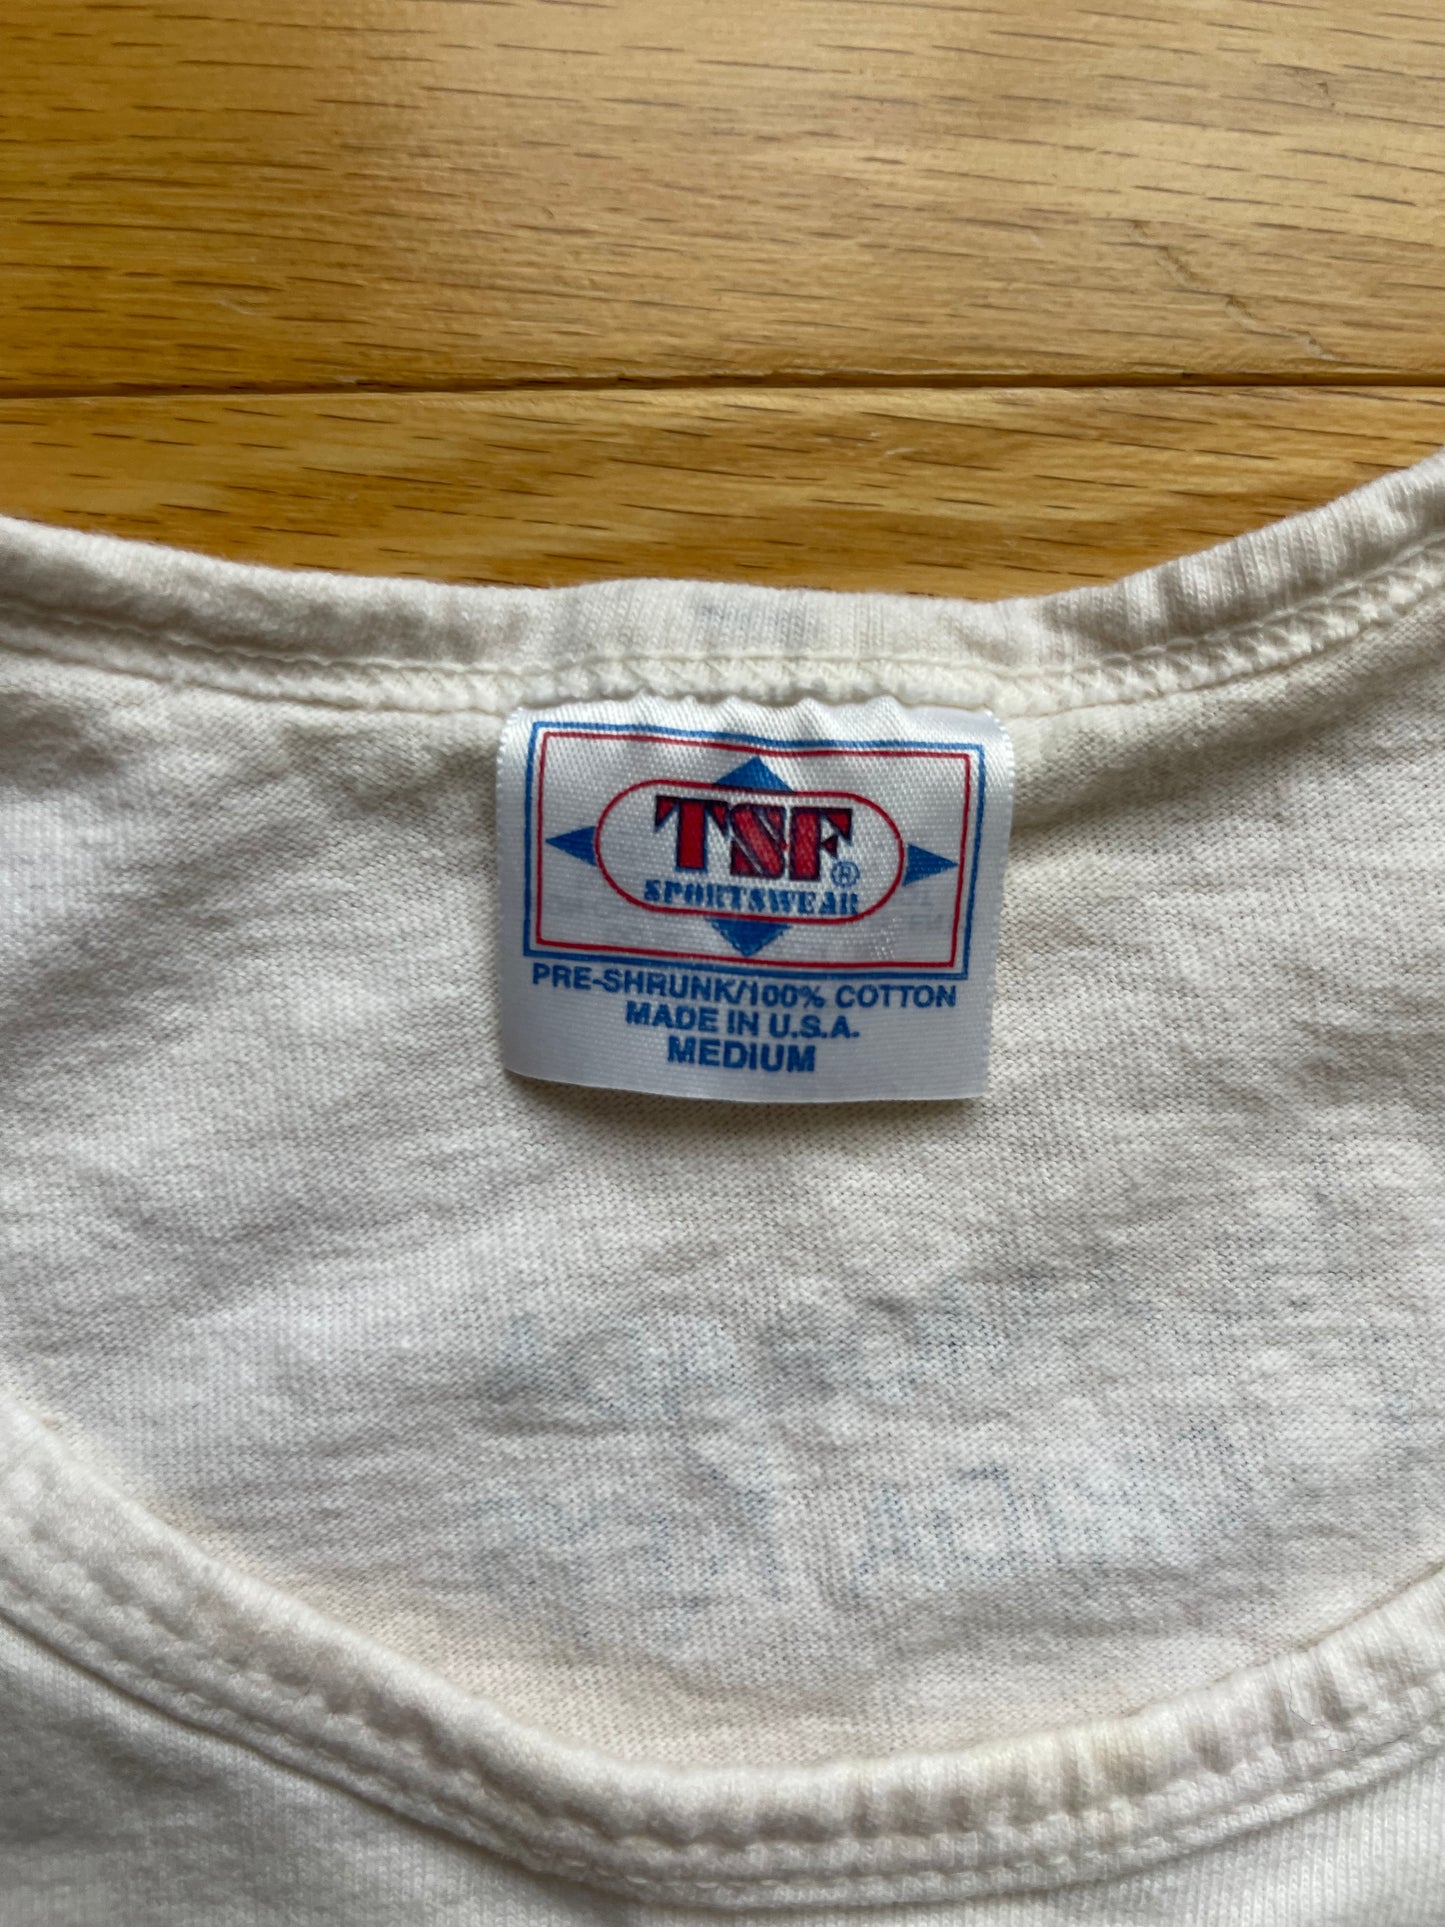 TSF®
SPORTSWEAR
PRE-SHRUNK/100% COTTON
MADE IN U.S.A.
MEDIUM